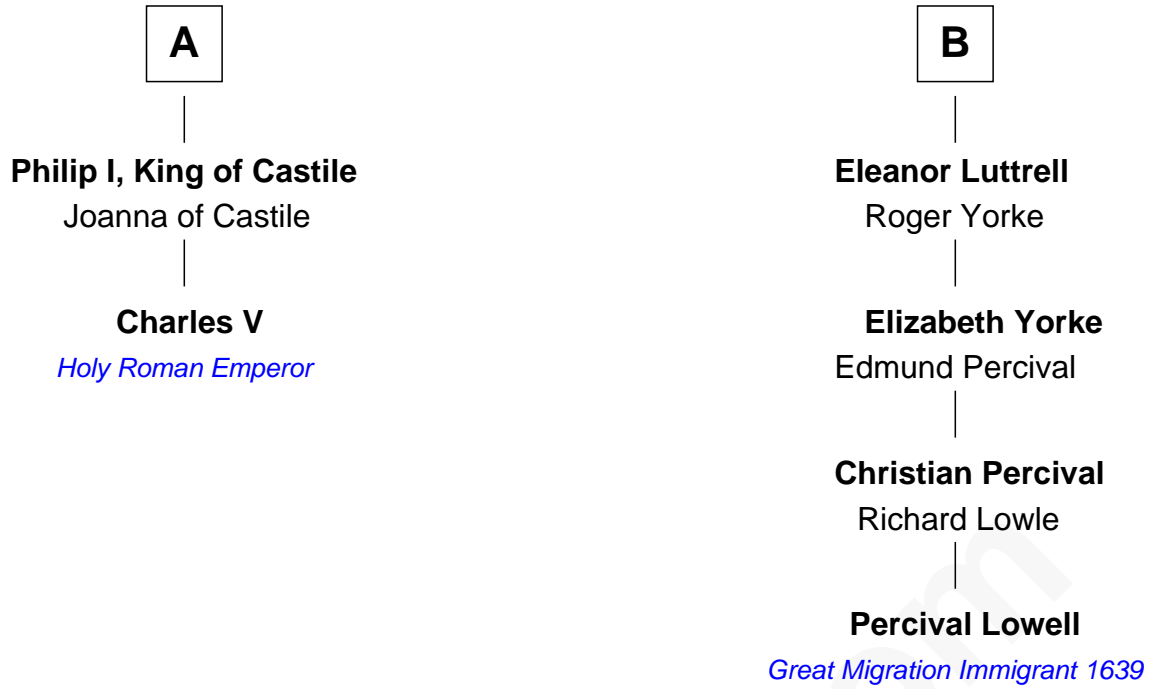 A
Philip I, King of Castile
Joanna of Castile
Charles V
Holy Roman Emperor
B
Eleanor Luttrell
Roger Yorke
Elizabeth Yorke
Edmund Percival
Christian Percival
Richard Lowle
Percival Lowell
Great Migration Immigrant 1639